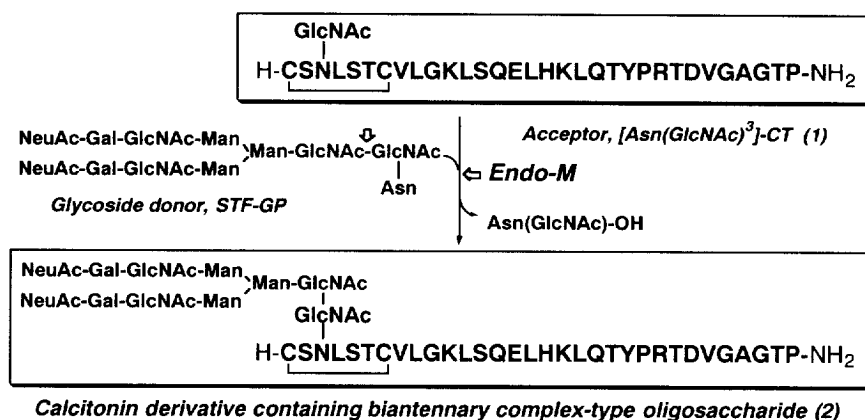 GlcNAc
H-CSNLSTCVLGKLSQELHKLQTYPRTDVGAGTP-NH2
NeuAc-Gal-GlcNAc-Man
Man-GlcNAc-GlcNAc
NeuAc-Gal-GlcNAc-Man
Asn
Glycoside donor, STF-GP
Acceptor, [Asn(GlcNAc)3]-CT (1)
Endo-M
Asn(GlcNAc)-OH
NeuAc-Gal-GlcNAc-Man
Man-GlcNAc
NeuAc-Gal-GlcNAc-Man
GlcNAc
H-CSNLSTCVLGKLSQELHKLQTYPRTDVGAGTP-NH2
Calcitonin derivative containing biantennary complex-type oligosaccharide (2)